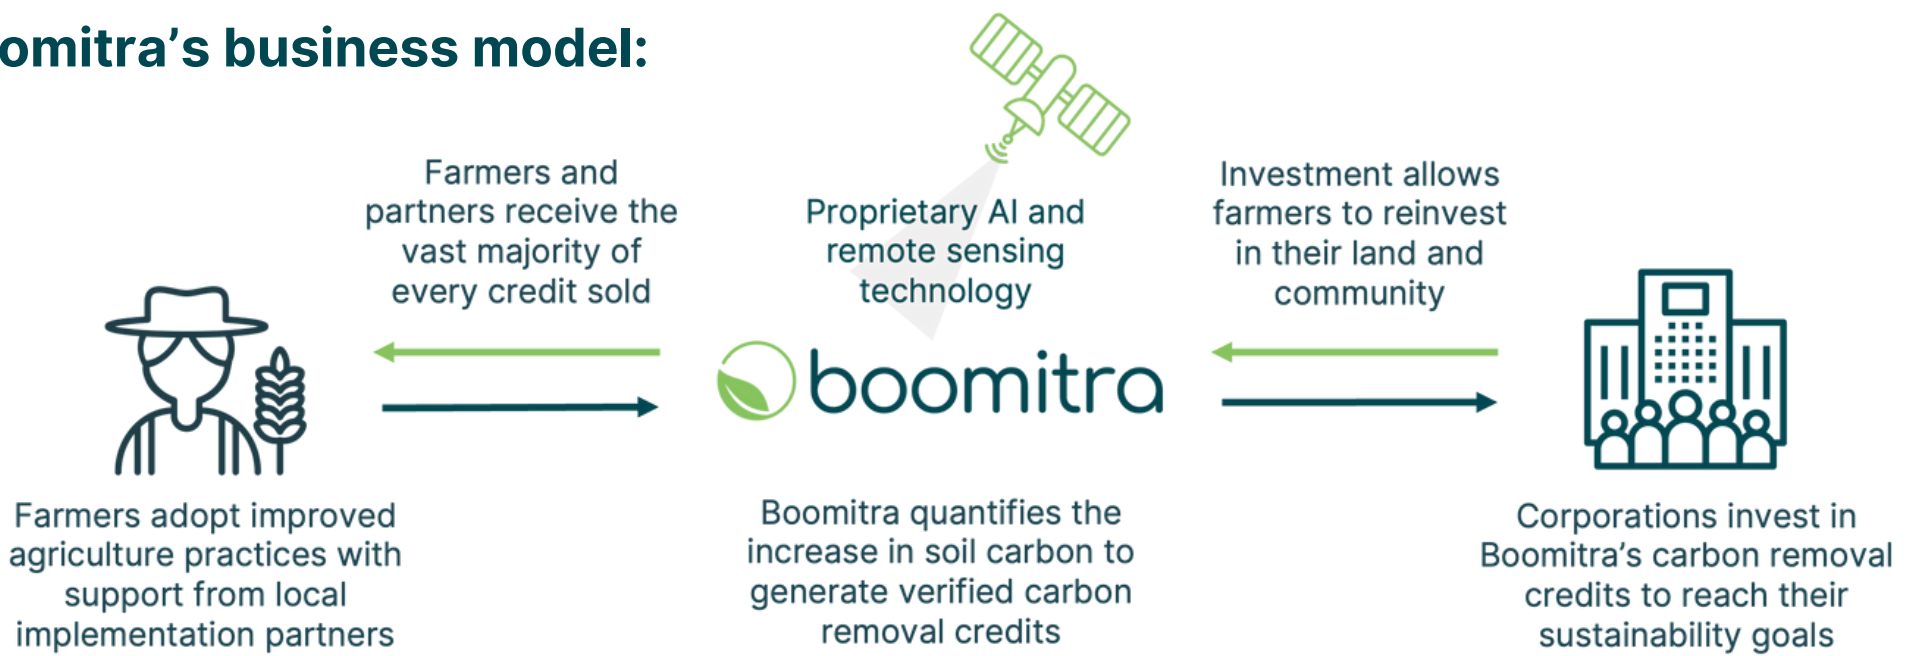 omitra's business model:
Farmers and
partners receive the
vast majority of
every credit sold
Proprietary AI and
remote sensing
technology
Investment allows
farmers to reinvest
in their land and
community
boomitra
Farmers adopt improved
agriculture practices with
support from local
implementation partners
Boomitra quantifies the
increase in soil carbon to
generate verified carbon
removal credits
Corporations invest in
Boomitra's carbon removal
credits to reach their
sustainability goals